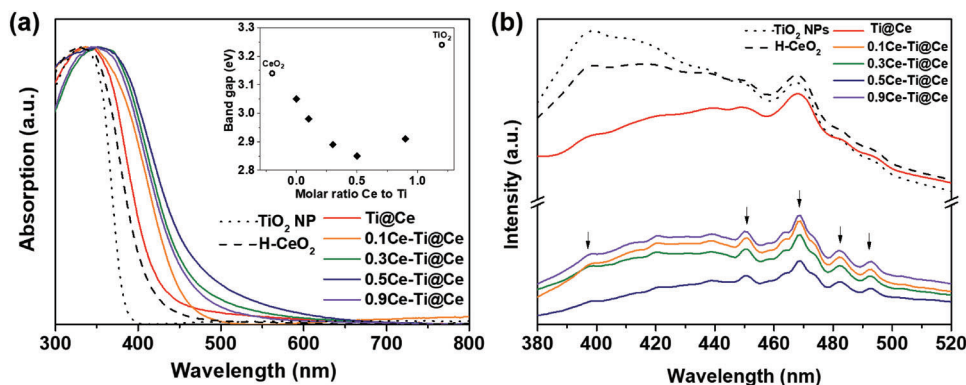 (a)
Absorption (a.u.)
Band gap (eV)
3.3
3.2
3.1
3.0
2.9
2.8
CeO₂
TiO₂
0.0 0.5 1.0
Molar ratio Ce to Ti
TiO₂ NP
H-CeO₂
Ti@Ce
0.1Ce-Ti@Ce
0.3Ce-Ti@Ce
0.5Ce-Ti@Ce
0.9Ce-Ti@Ce
300 400 500 600 700 800
Wavelength (nm)
(b)
Intensity (a.u.)
TiO₂ NPs
H-CeO₂
Ti@Ce
0.1Ce-Ti@Ce
0.3Ce-Ti@Ce
0.5Ce-Ti@Ce
0.9Ce-Ti@Ce
380 400 420 440 460 480 500 520
Wavelength (nm)